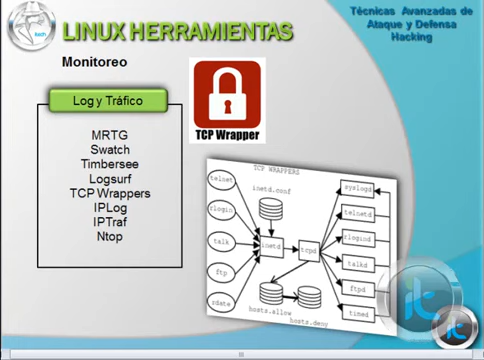 LINUX HERRAMIENTAS
Técnicas Avanzadas de
Ataque y Defensa
Hacking
Monitoreo
Log y Tráfico
MRTG
Swatch
Timbersee
Logsurf
TCP Wrappers
IPLog
IPTraf
Ntop
TCP Wrapper
TCP WRAPPERS
inetd.conf
telnet
rlogin
talk
ftp
rdate
inetd
tcpd
syslogd
telnetd
rlogind
talkd
ftpd
timed
hosts.allow
hosts.deny